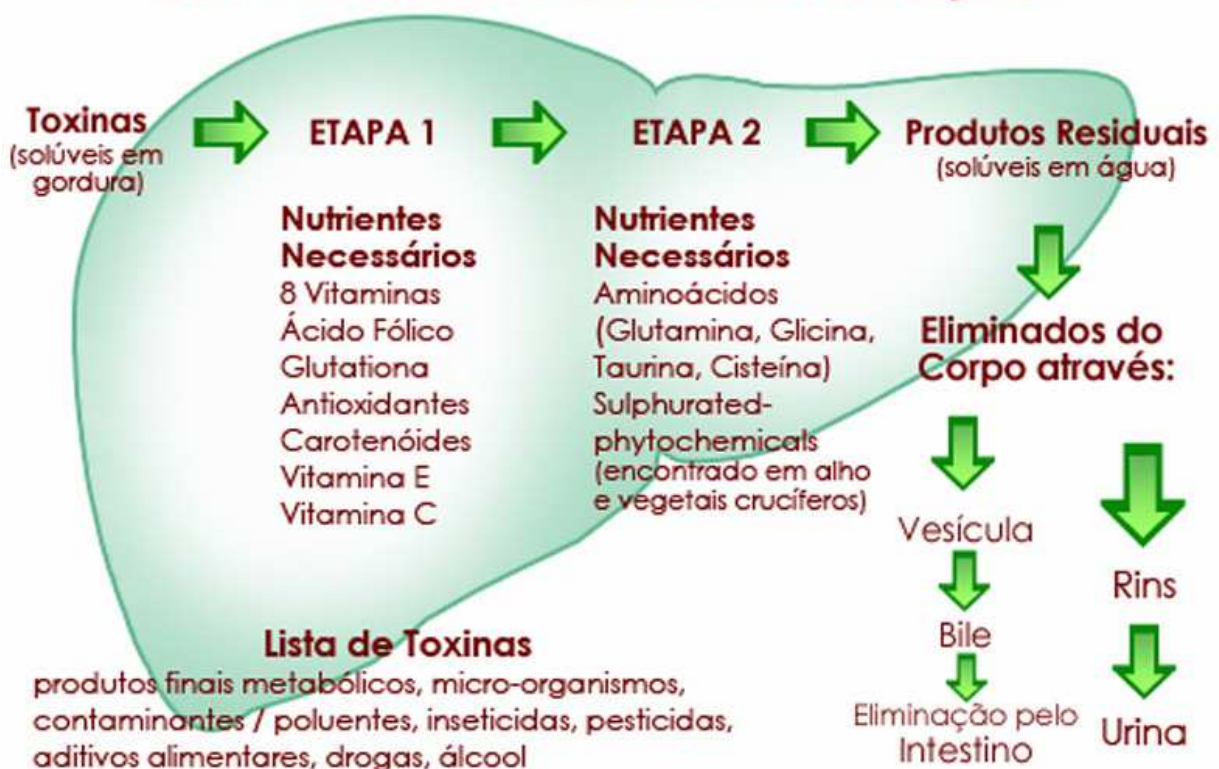 Toxinas
(solúveis em
gordura)
ETAPA 1
ETAPA 2
Produtos Residuais
(solúveis em água)
Nutrientes
Necessários
8 Vitaminas
Ácido Fólico
Glutationa
Antioxidantes
Carotenóides
Vitamina E
Vitamina C
Nutrientes
Necessários
Aminoácidos
(Glutamina, Glicina,
Taurina, Cisteína)
Sulphurated-
phytochemicals
(encontrado em alho
e vegetais crucíferos)
Eliminados do
Corpo através:
Vesícula
Bile
Eliminação pelo
Intestino
Rins
Urina
Lista de Toxinas
produtos finais metabólicos, micro-organismos,
contaminantes / poluentes, inseticidas, pesticidas,
aditivos alimentares, drogas, álcool